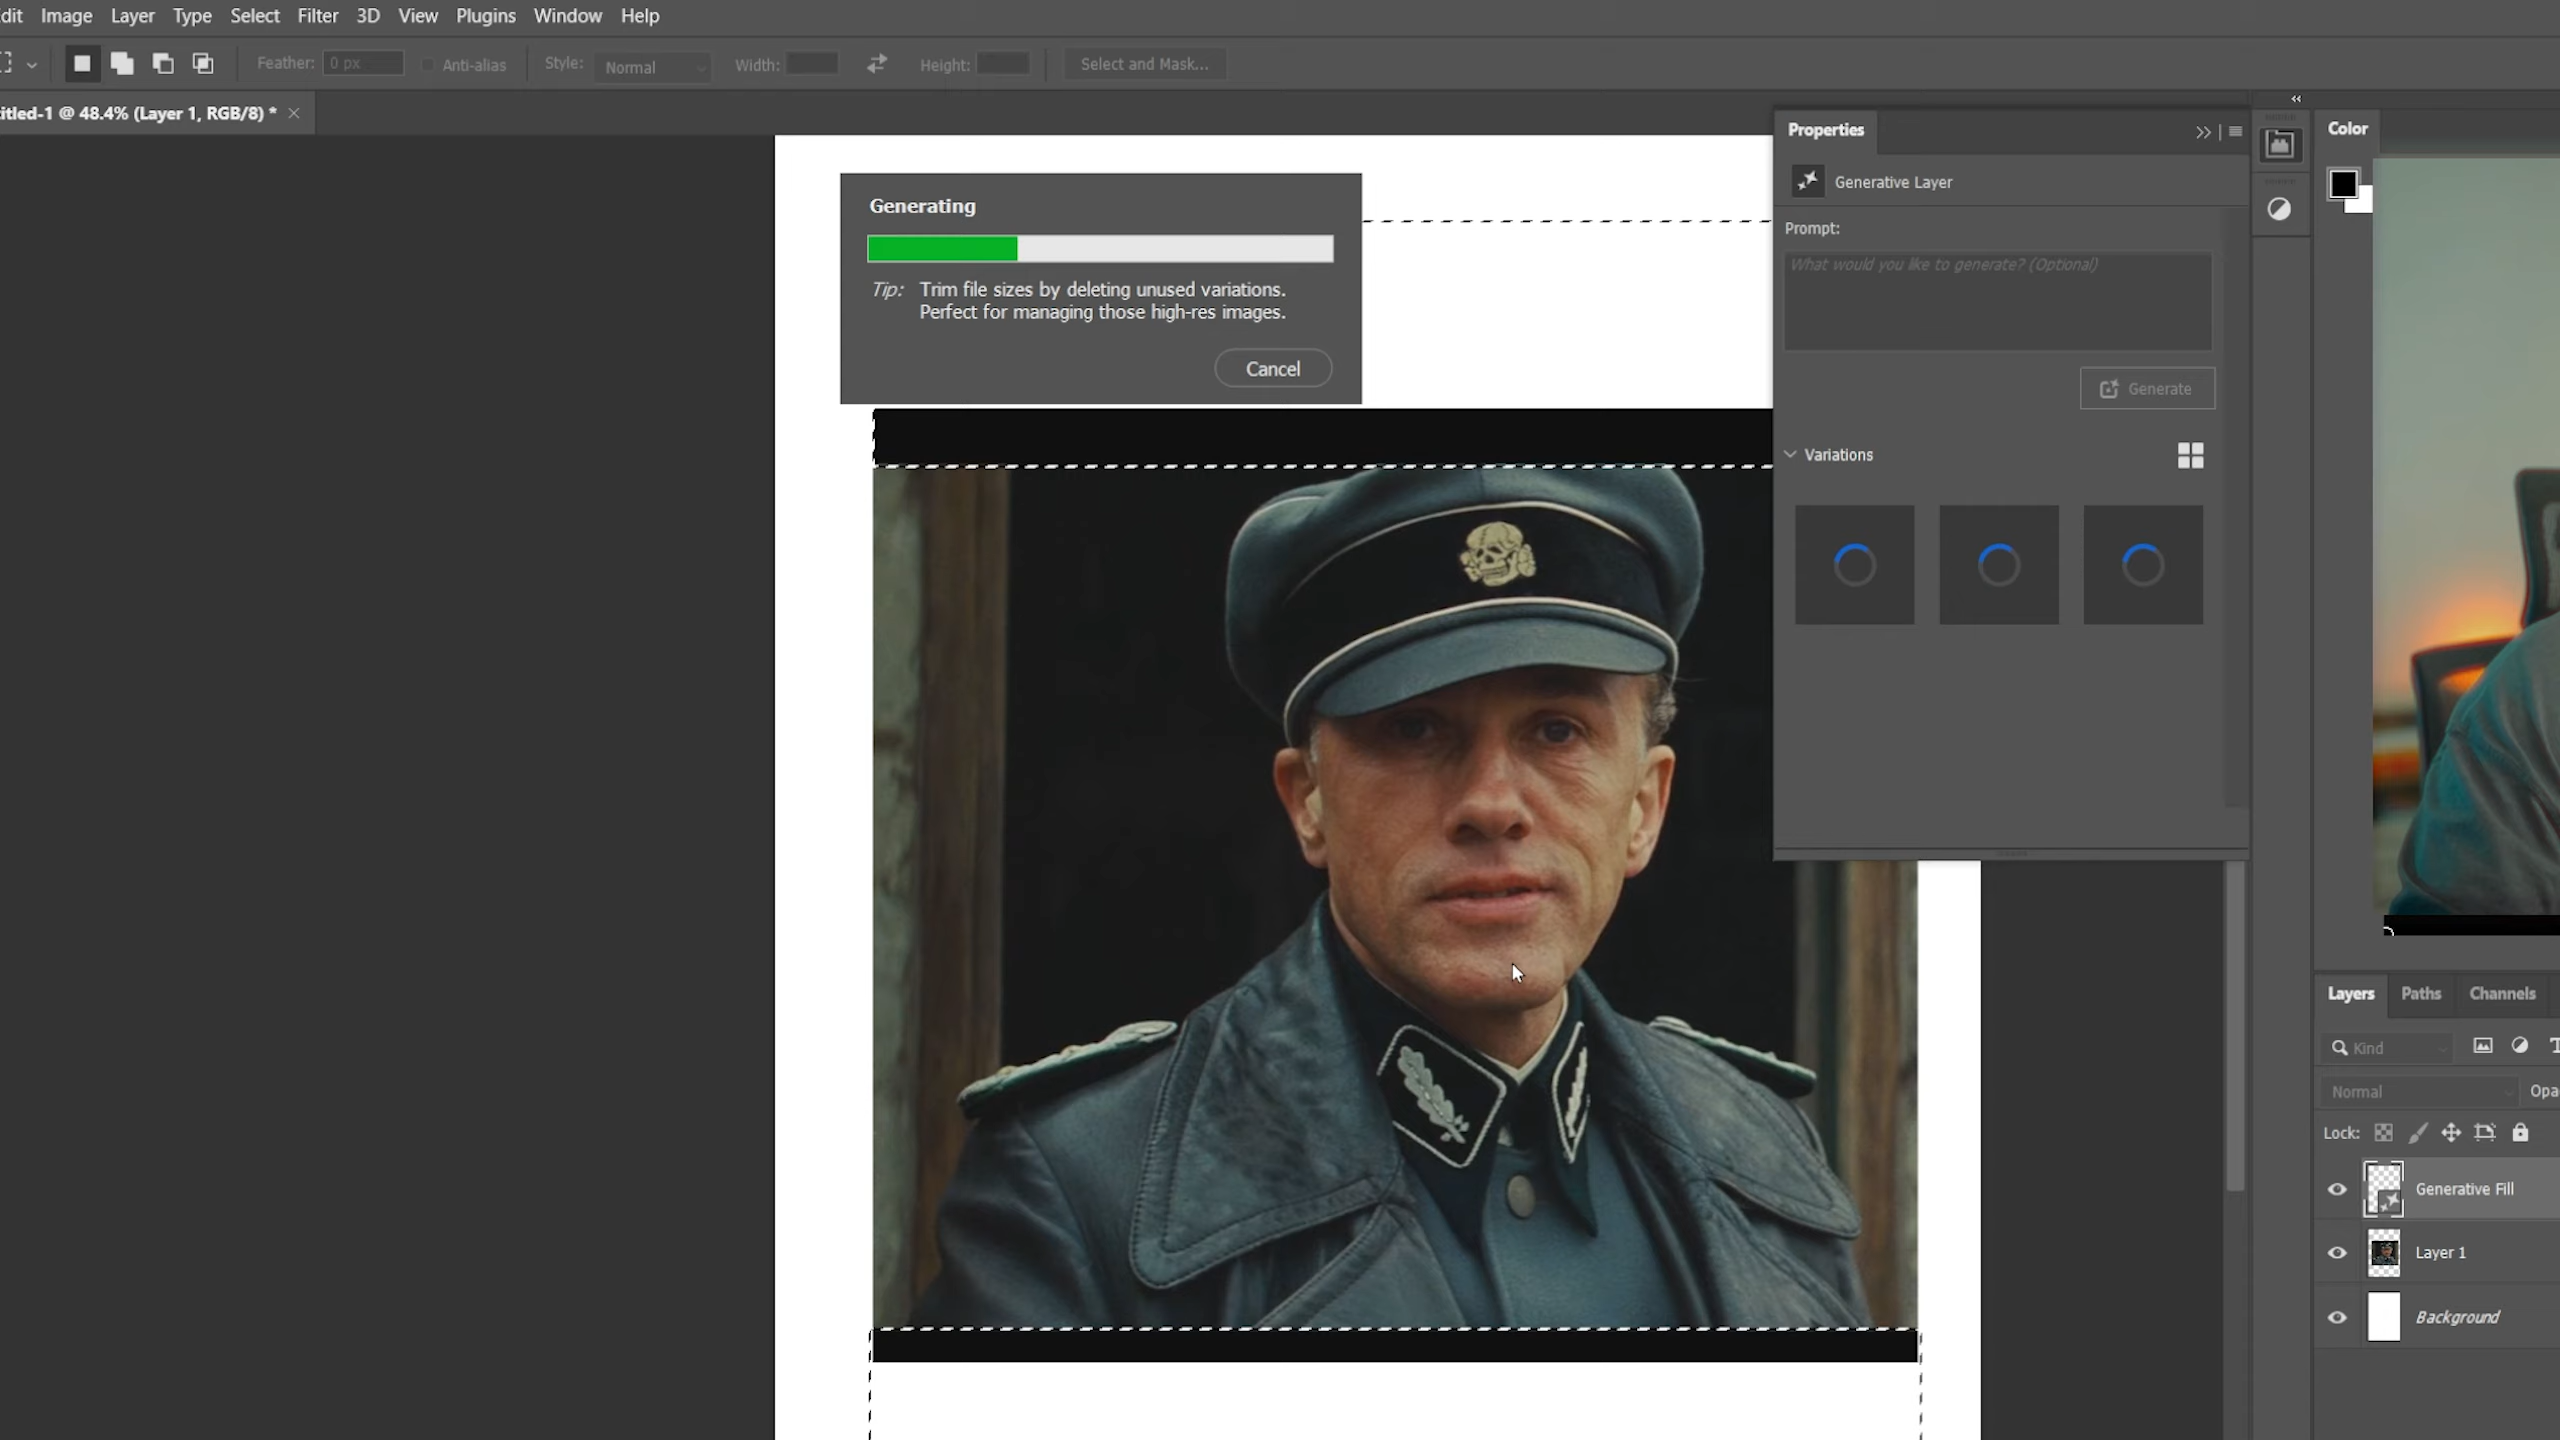 dit Image Layer Type Select Filter 3D View Plugins Window Help
Feather: 0 px Anti-alias Style: Normal Width: Height: Select and Mask...
itled-1 @ 48.4% (Layer 1, RGB/8) *
Generating
Tip: Trim file sizes by deleting unused variations.
Perfect for managing those high-res images.
Cancel
Properties
Generative Layer
Prompt:
What would you like to generate? (Optional)
Generate
Variations
Color
Layers Paths Channels
Kind
Normal Opa
Lock:
Generative Fill
Layer 1
Background